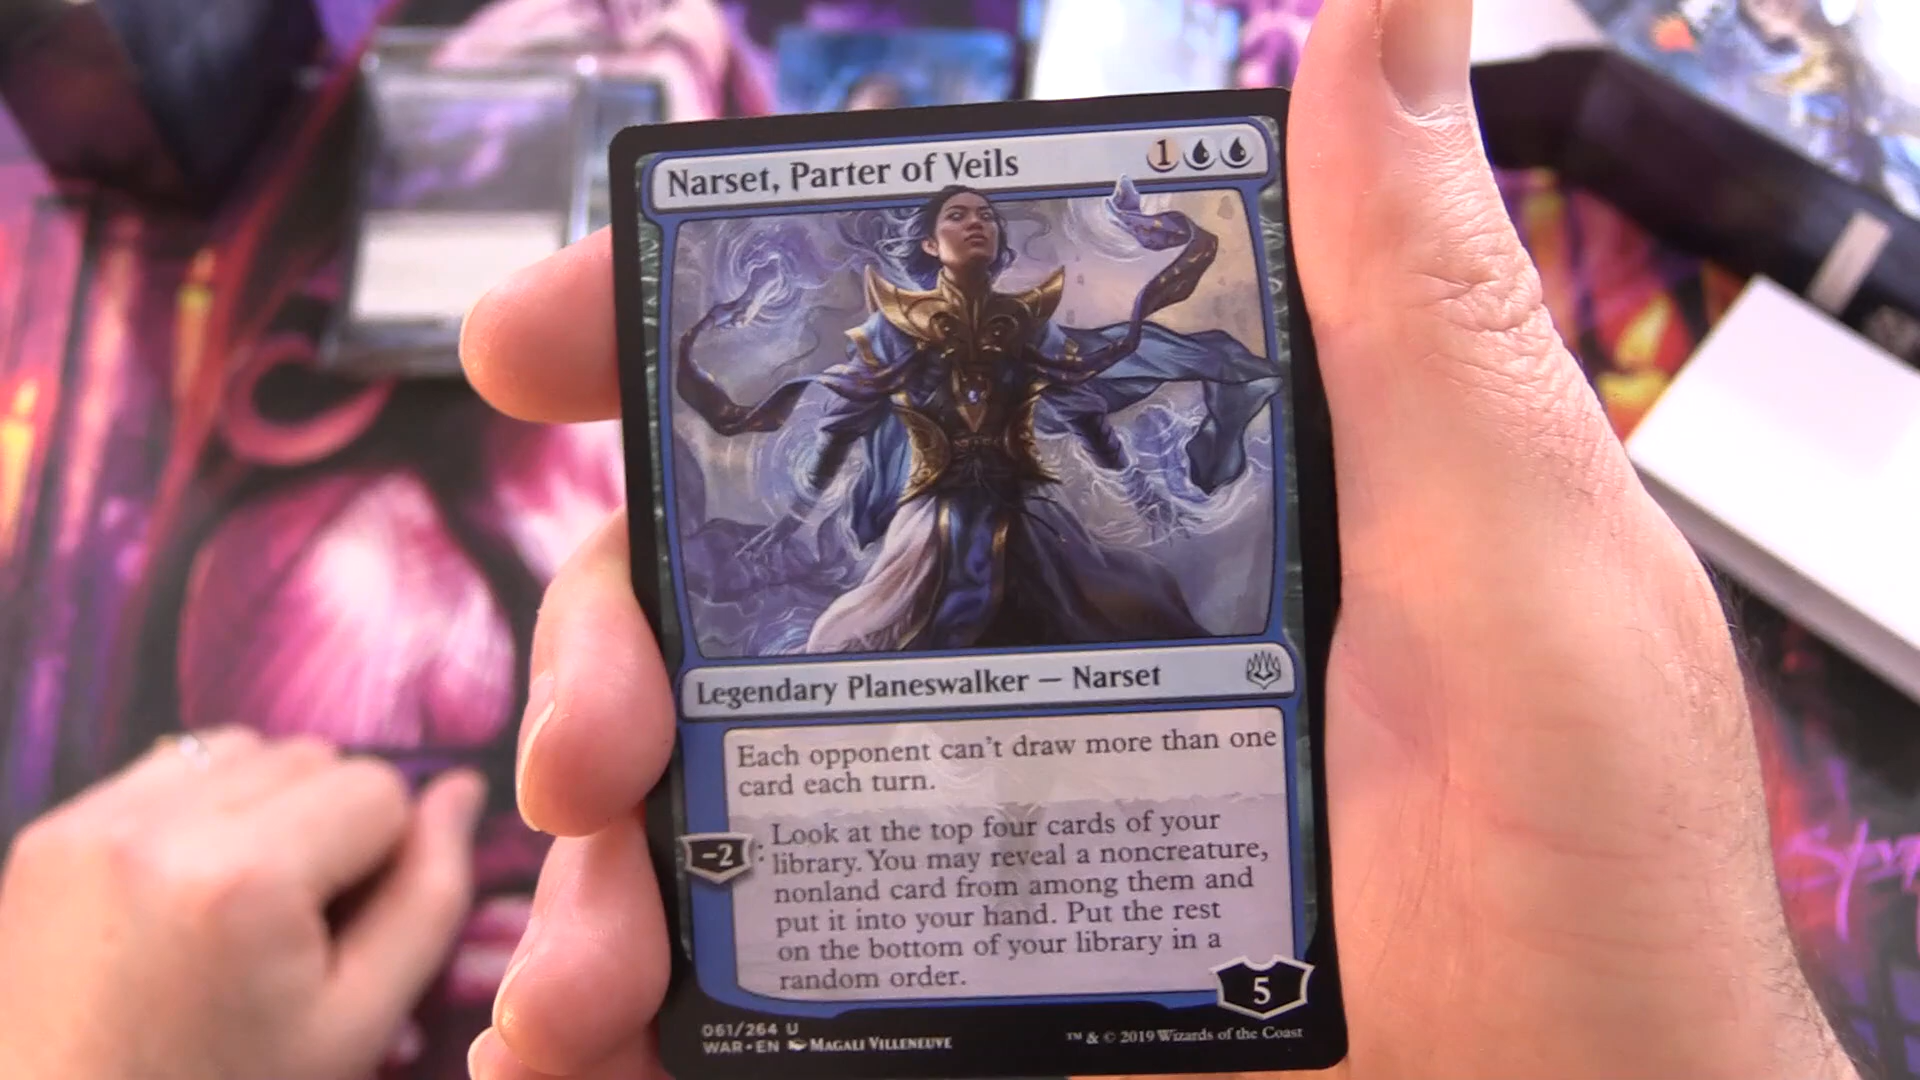 Narset, Parter of Veils 1
Legendary Planeswalker — Narset
Each opponent can't draw more than one
card each turn.
-2: Look at the top four cards of your
library. You may reveal a noncreature,
nonland card from among them and
put it into your hand. Put the rest
on the bottom of your library in a
random order.
5
061/264 U
WAR • EN MAGALI VILLENEUVE
™ & © 2019 Wizards of the Coast